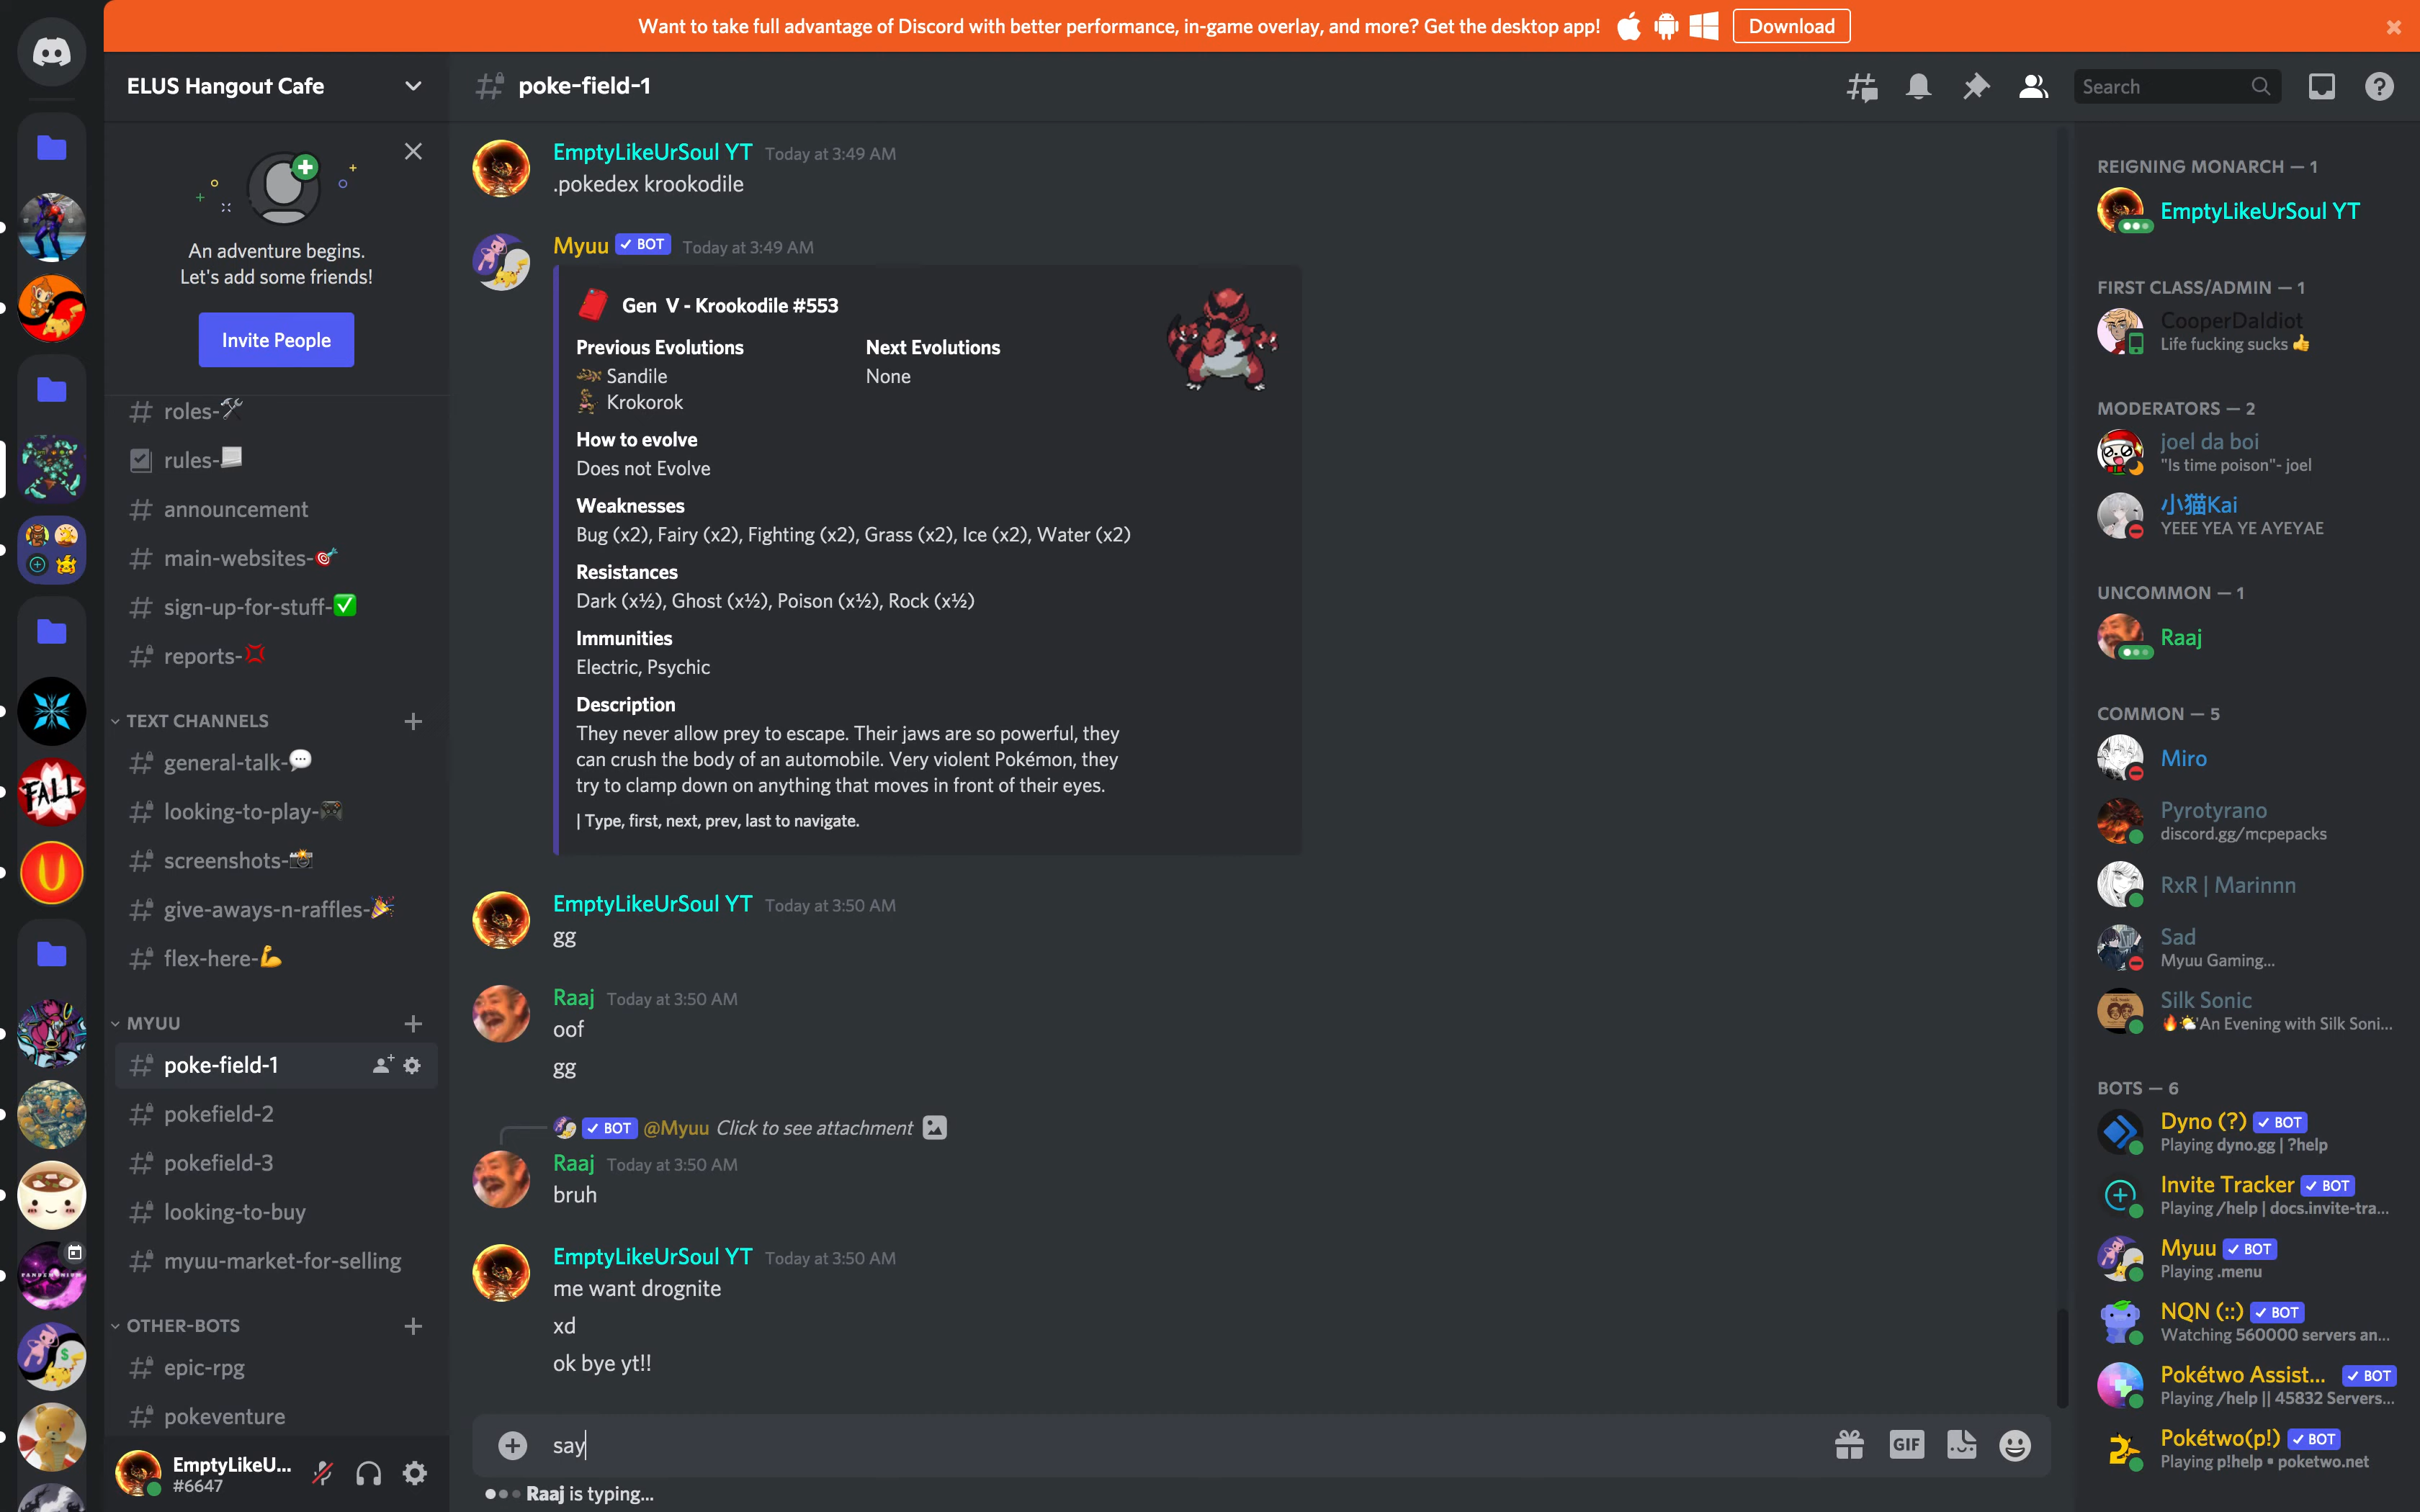 Want to take full advantage of Discord with better performance, in-game overlay, and more? Get the desktop app!
Download
ELUS Hangout Cafe
An adventure begins.
Let's add some friends!
Invite People
roles-🛠
rules-
announcement
main-websites-🎯
sign-up-for-stuff-✅
reports-💢
TEXT CHANNELS
general-talk-💬
looking-to-play-🎮
screenshots-📸
give-aways-n-raffles-🎉
flex-here-💪
MYUU
poke-field-1
pokefield-2
pokefield-3
looking-to-buy
myuu-market-for-selling
OTHER-BOTS
epic-rpg
pokeventure
EmptyLikeU...
#6647
FALL
U
poke-field-1
Search
EmptyLikeUrSoul YT Today at 3:49 AM
.pokedex krookodile
Myuu ✓ BOT Today at 3:49 AM
Gen V - Krookodile #553
Previous Evolutions
Sandile
Krokorok
Next Evolutions
None
How to evolve
Does not Evolve
Weaknesses
Bug (x2), Fairy (x2), Fighting (x2), Grass (x2), Ice (x2), Water (x2)
Resistances
Dark (x½), Ghost (x½), Poison (x½), Rock (x½)
Immunities
Electric, Psychic
Description
They never allow prey to escape. Their jaws are so powerful, they
can crush the body of an automobile. Very violent Pokémon, they
try to clamp down on anything that moves in front of their eyes.
| Type, first, next, prev, last to navigate.
EmptyLikeUrSoul YT Today at 3:50 AM
gg
Raaj Today at 3:50 AM
oof
gg
✓ BOT @Myuu Click to see attachment
Raaj Today at 3:50 AM
bruh
EmptyLikeUrSoul YT Today at 3:50 AM
me want drognite
xd
ok bye yt!!
say
GIF
Raaj is typing...
REIGNING MONARCH — 1
EmptyLikeUrSoul YT
FIRST CLASS/ADMIN — 1
CooperDaIdiot
Life fucking sucks 👍
MODERATORS — 2
joel da boi
"Is time poison"- joel
小猫Kai
YEEE YEA YE AYEYAE
UNCOMMON — 1
Raaj
COMMON — 5
Miro
Pyrotyrano
discord.gg/mcpepacks
RxR | Marinnn
Sad
Myuu Gaming...
Silk Sonic
🔥🌤'An Evening with Silk Soni...
BOTS — 6
Dyno (?) ✓ BOT
Playing dyno.gg | ?help
Invite Tracker ✓ BOT
Playing /help | docs.invite-tra...
Myuu ✓ BOT
Playing .menu
NQN (::) ✓ BOT
Watching 560000 servers an...
Pokétwo Assist... ✓ BOT
Playing /help || 45832 Servers...
Pokétwo(p!) ✓ BOT
Playing p!help • poketwo.net